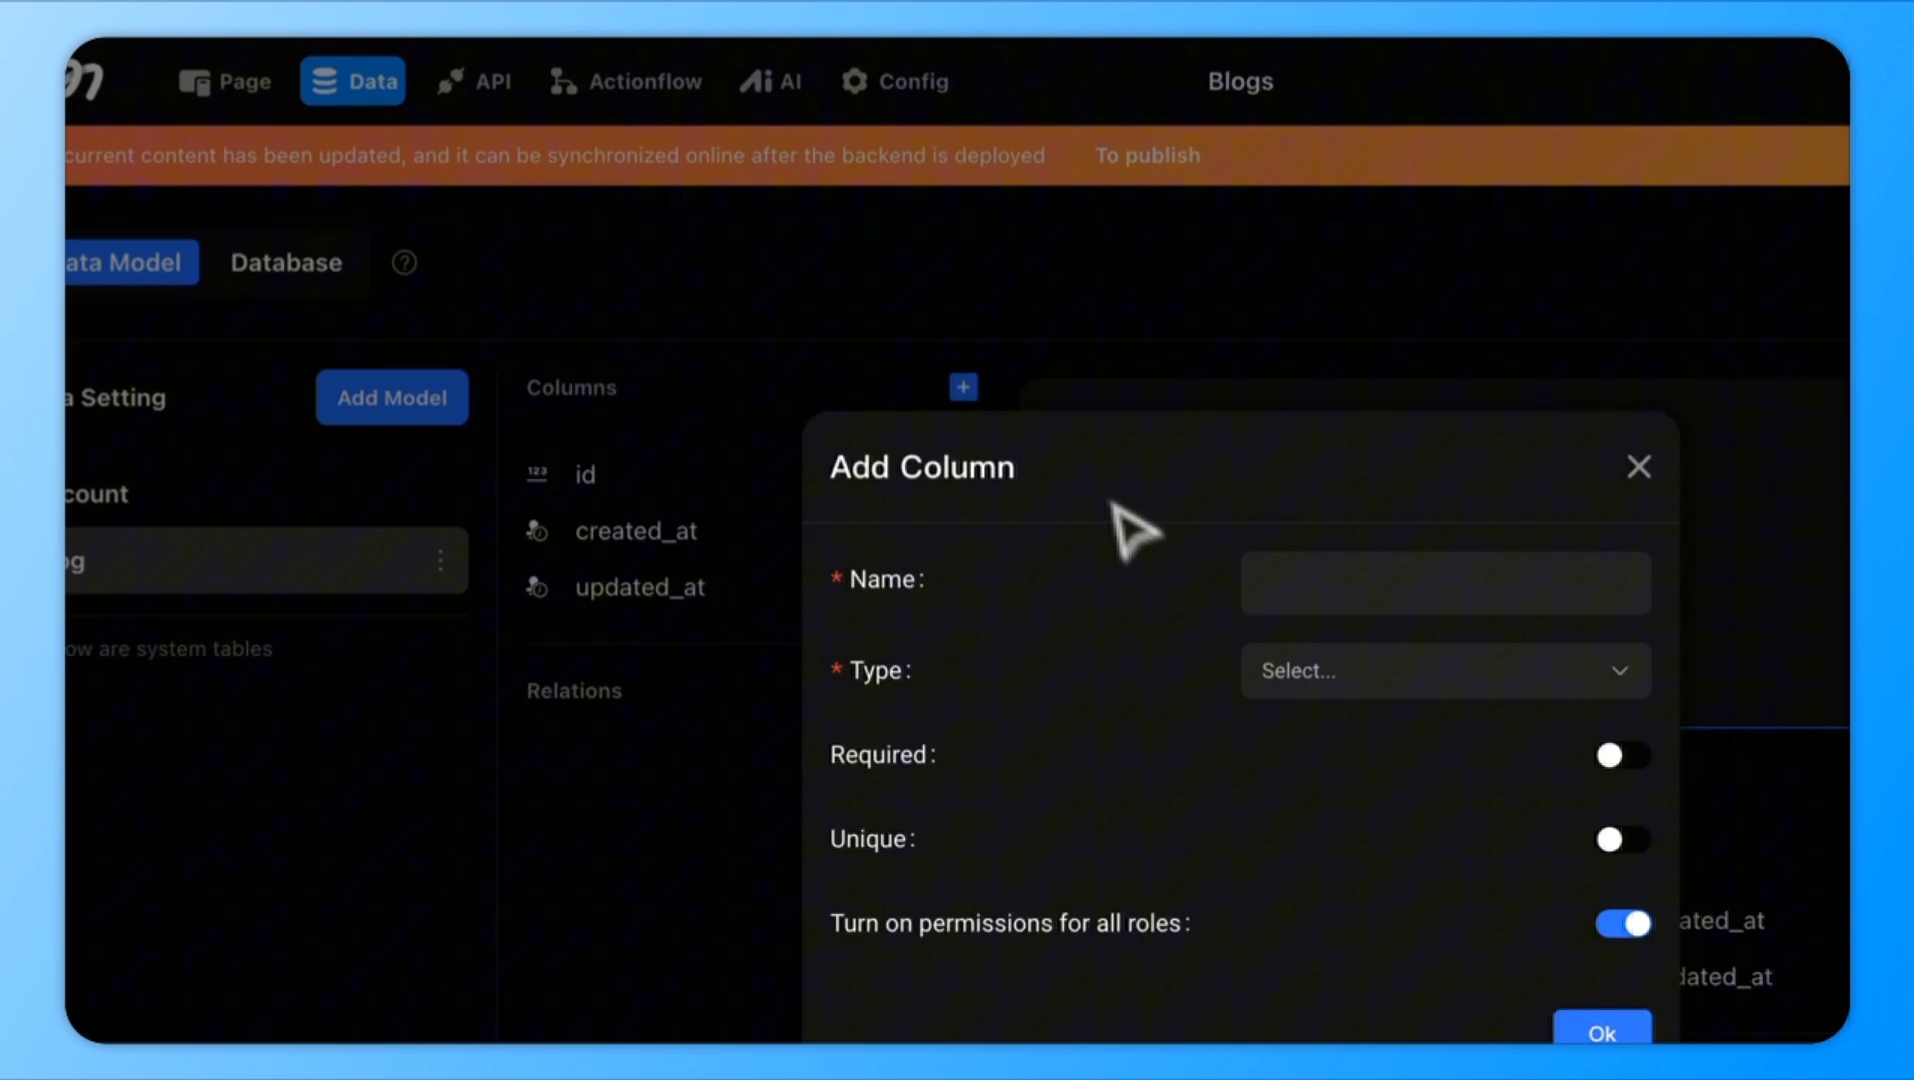 Page
Data
API
Actionflow
AI
Config
Blogs
current content has been updated, and it can be synchronized online after the backend is deployed
To publish
ata Model
Database
a Setting
Add Model
Columns
Add Column
123
id
count
created_at
Name:
og
updated_at
ow are system tables
Type:
Select...
Relations
Required:
Unique:
Turn on permissions for all roles:
ated_at
dated_at
Ok